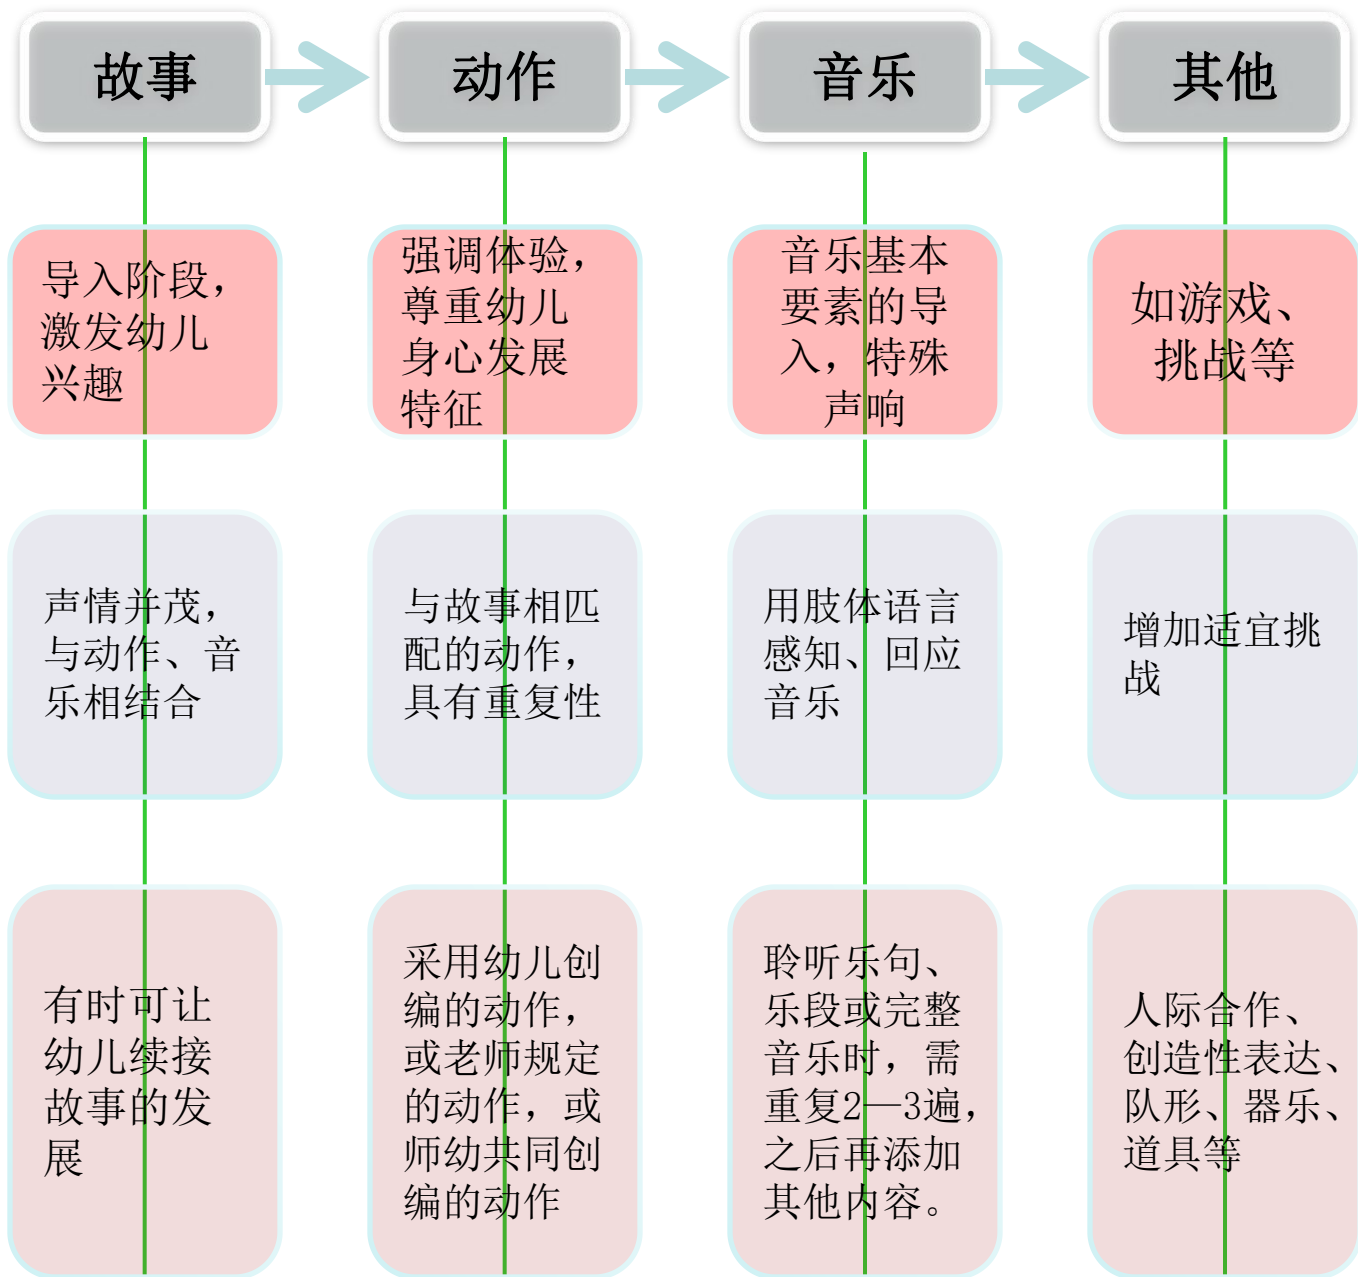 故事
动作
音乐
其他
导入阶段，
激发幼儿
兴趣
强调体验，
尊重幼儿
身心发展
特征
音乐基本
要素的导
入，特殊
声响
如游戏、
挑战等
声情并茂，
与动作、音
乐相结合
与故事相匹
配的动作，
具有重复性
用肢体语言
感知、回应
音乐
增加适宜挑
战
有时可让
幼儿续接
故事的发
展
采用幼儿创
编的动作，
或老师规定
的动作，或
师幼共同创
编的动作
聆听乐句、
乐段或完整
音乐时，需
重复2—3遍，
之后再添加
其他内容。
人际合作、
创造性表达、
队形、器乐、
道具等